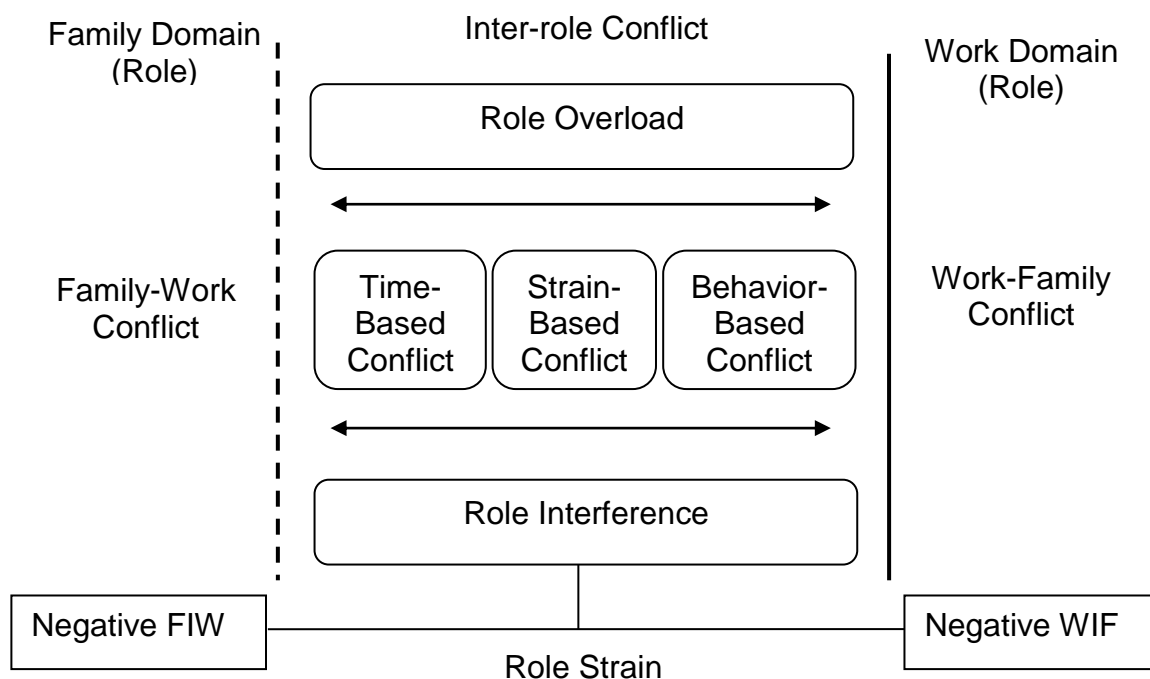 Family Domain
(Role)
Inter-role Conflict
Work Domain
(Role)
Role Overload
Family-Work
Conflict
Time-
Based
Conflict
Strain-
Based
Conflict
Behavior-
Based
Conflict
Work-Family
Conflict
Role Interference
Negative FIW
Negative WIF
Role Strain